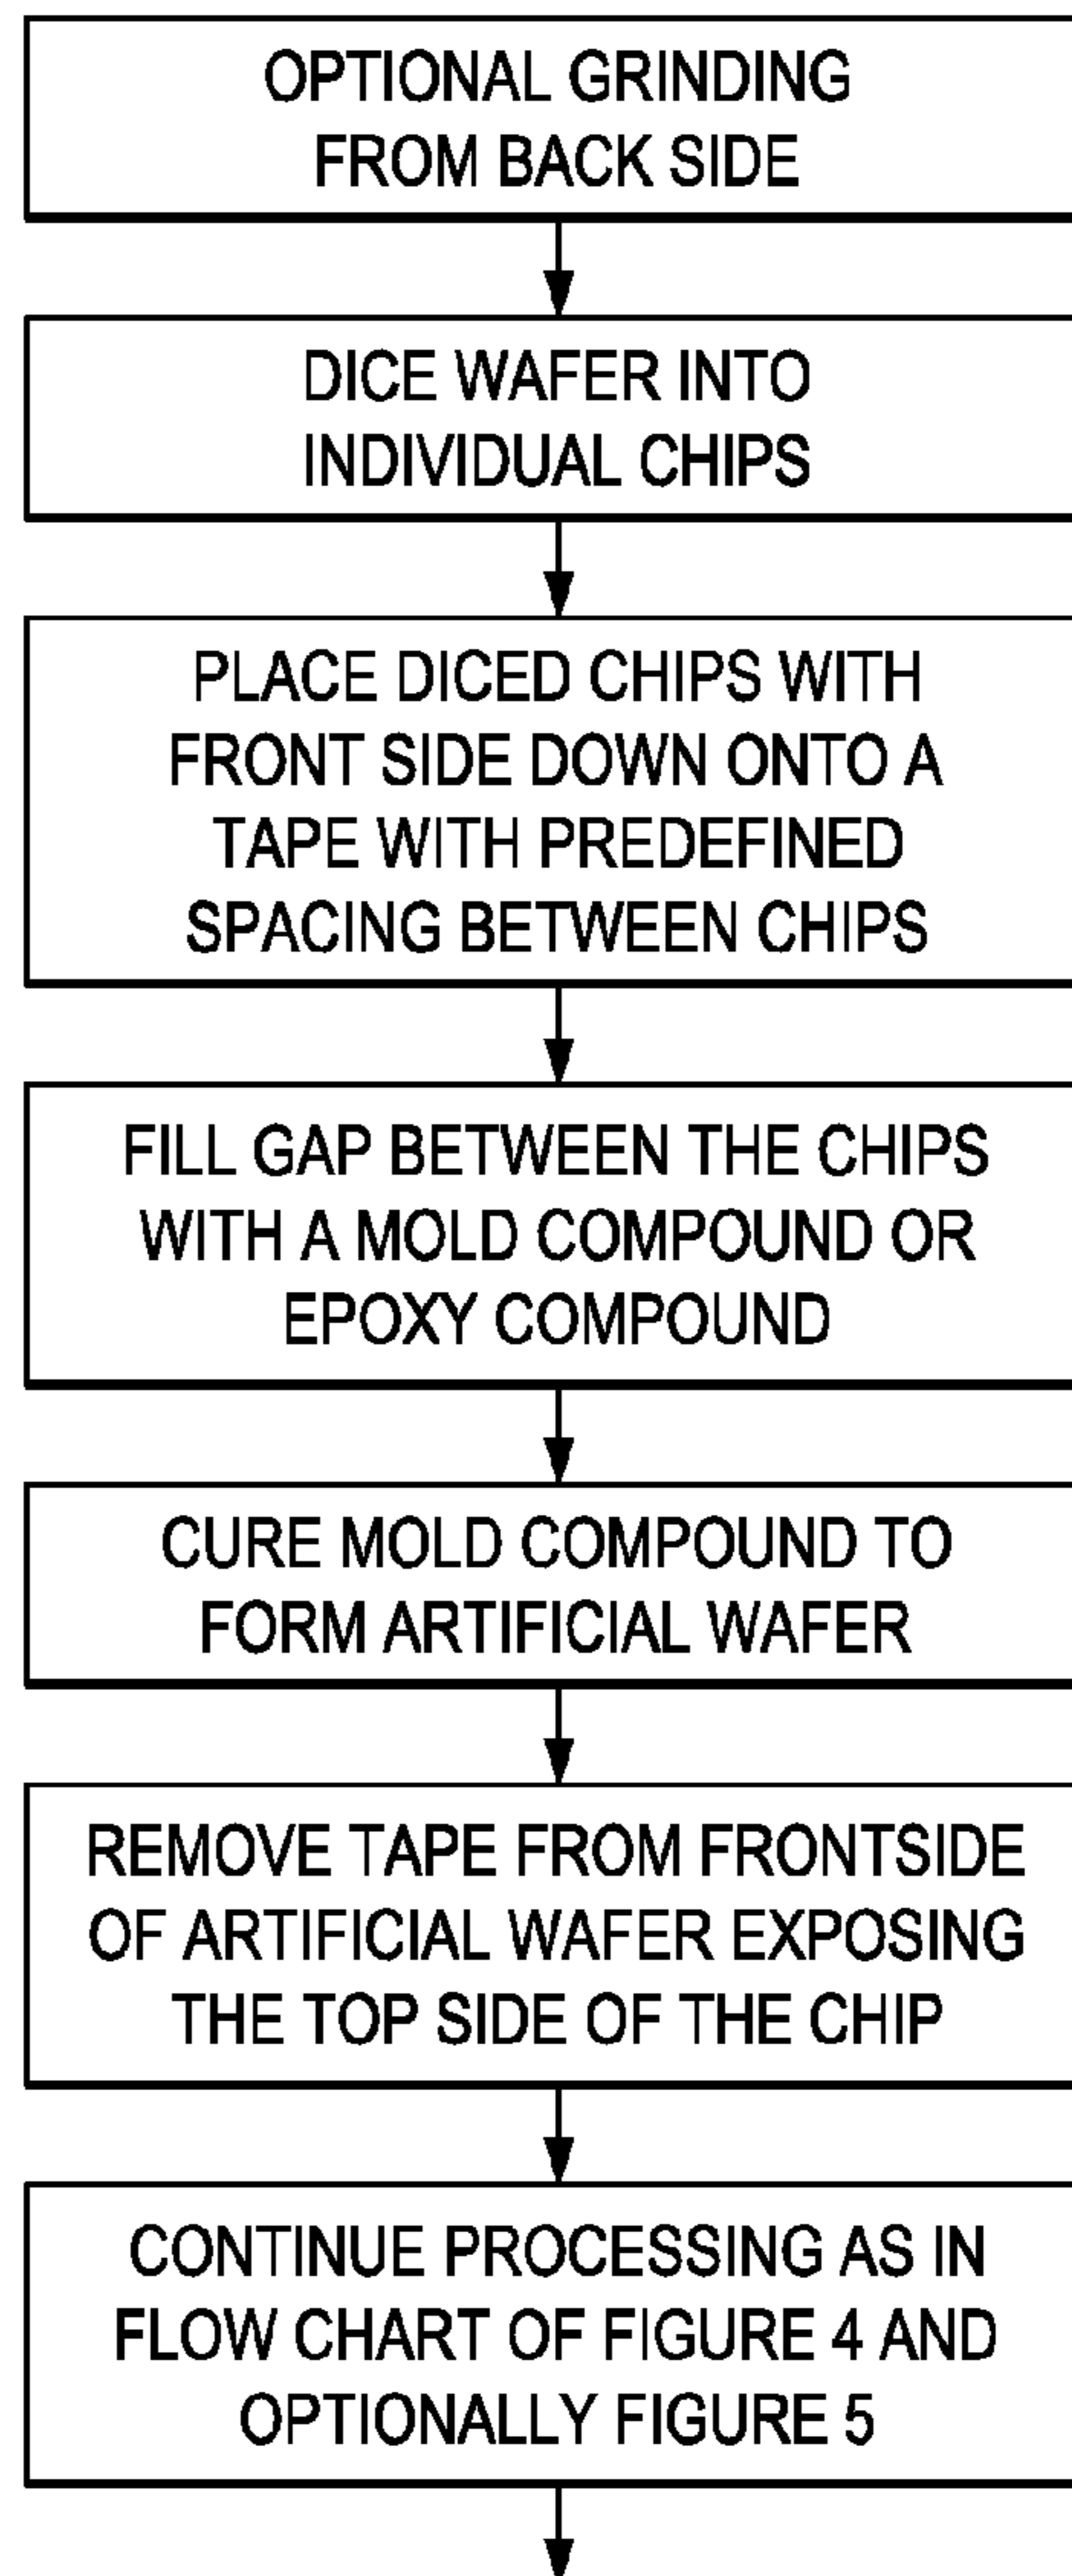 OPTIONAL GRINDING
FROM BACK SIDE
DICE WAFER INTO
INDIVIDUAL CHIPS
PLACE DICED CHIPS WITH
FRONT SIDE DOWN ONTO A
TAPE WITH PREDEFINED
SPACING BETWEEN CHIPS
FILL GAP BETWEEN THE CHIPS
WITH A MOLD COMPOUND OR
EPOXY COMPOUND
CURE MOLD COMPOUND TO
FORM ARTIFICIAL WAFER
REMOVE TAPE FROM FRONTSIDE
OF ARTIFICIAL WAFER EXPOSING
THE TOP SIDE OF THE CHIP
CONTINUE PROCESSING AS IN
FLOW CHART OF FIGURE 4 AND
OPTIONALLY FIGURE 5